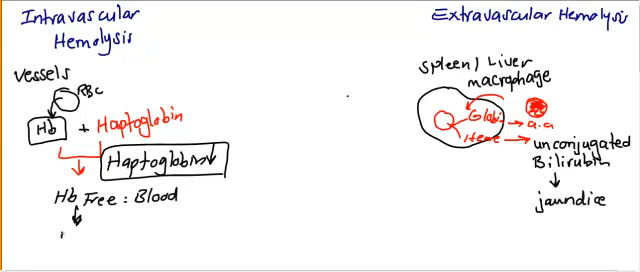 Intravascular
Hemolysis
vessels
RBC
Hb + Haptoglobin
Haptoglobin↓
Hb Free : Blood
Extravascular Hemolysis
spleen / Liver
macrophage
Globin → a.a
Heme → unconjugated
Bilirubin
↓
jaundice